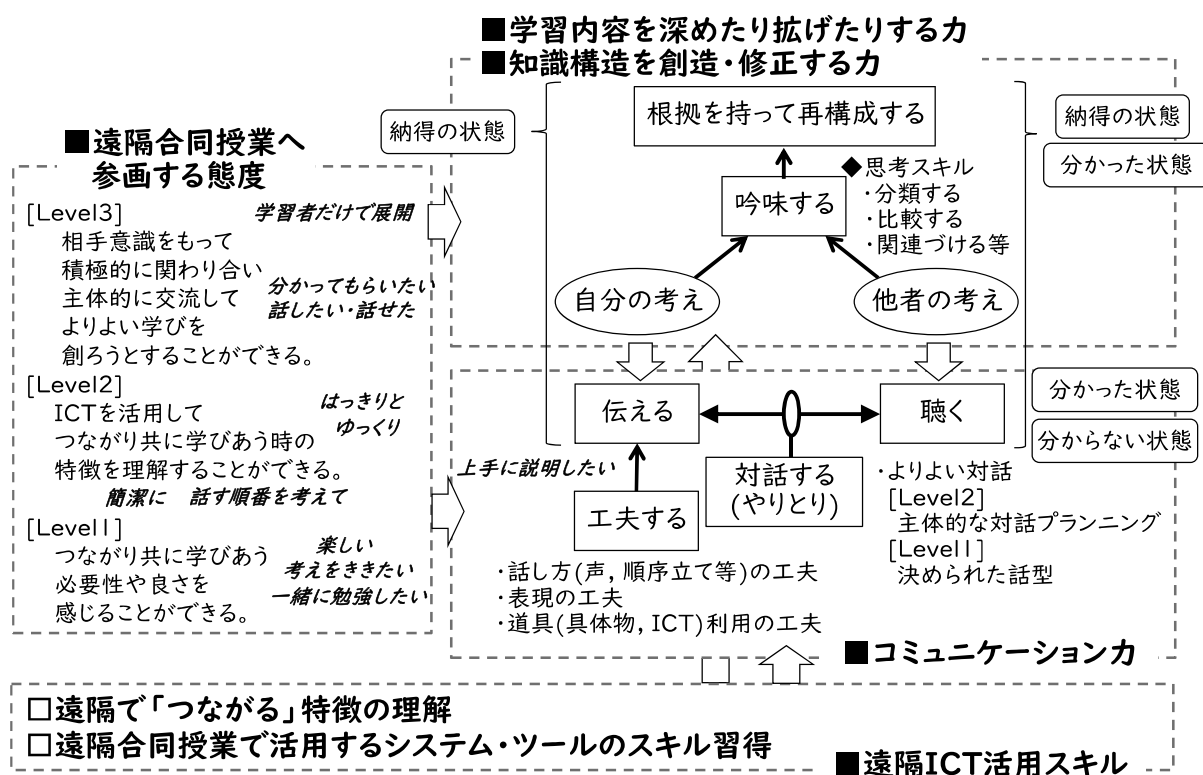 ■学習内容を深めたり拡げたりする力
■知識構造を創造・修正する力
納得の状態
根拠を持って再構成する
納得の状態
分かった状態
◆思考スキル
・分類する
・比較する
・関連づける等
吟味する
自分の考え
他者の考え
■遠隔合同授業へ
参画する態度
[Level3]
学習者だけで展開
相手意識をもって
積極的に関わり合い
主体的に交流して
よりよい学びを
創ろうとすることができる。
分かってもらいたい
話したい・話せた
[Level2]
ICTを活用して
つながり共に学びあう時の
特徴を理解することができる。
はっきりと
ゆっくり
簡潔に 話す順番を考えて
[Level1]
つながり共に学びあう
必要性や良さを
感じることができる。
楽しい
考えをききたい
一緒に勉強したい
伝える
聴く
分かった状態
分からない状態
上手に説明したい
対話する
(やりとり)
工夫する
・よりよい対話
[Level2]
主体的な対話プランニング
[Level1]
決められた話型
・話し方(声, 順序立て等)の工夫
・表現の工夫
・道具(具体物, ICT)利用の工夫
■コミュニケーション力
□遠隔で「つながる」特徴の理解
□遠隔合同授業で活用するシステム・ツールのスキル習得
■遠隔ICT活用スキル